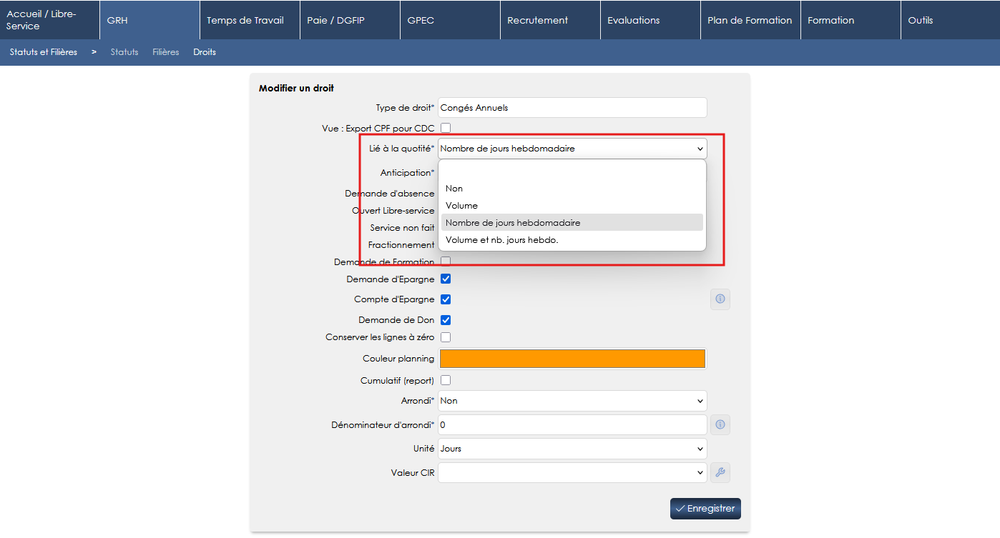 Accueil / Libre-Service
GRH
Temps de Travail
Paie / DGFIP
GPEC
Recrutement
Evaluations
Plan de Formation
Formation
Outils
Statuts et Filières > Statuts Filières Droits
Modifier un droit
Type de droit* Congés Annuels
Vue : Export CPF pour CDC
Lié à la quotité* Nombre de jours hebdomadaire
Anticipation*
Non
Demande d'absence
Volume
Ouvert Libre-service
Nombre de jours hebdomadaire
Service non fait
Volume et nb. jours hebdo.
Fractionnement
Demande de Formation
Demande d'Epargne
Compte d'Epargne
Demande de Don
Conserver les lignes à zéro
Couleur planning
Cumulatif (report)
Arrondi* Non
Dénominateur d'arrondi* 0
Unité Jours
Valeur CIR
Enregistrer